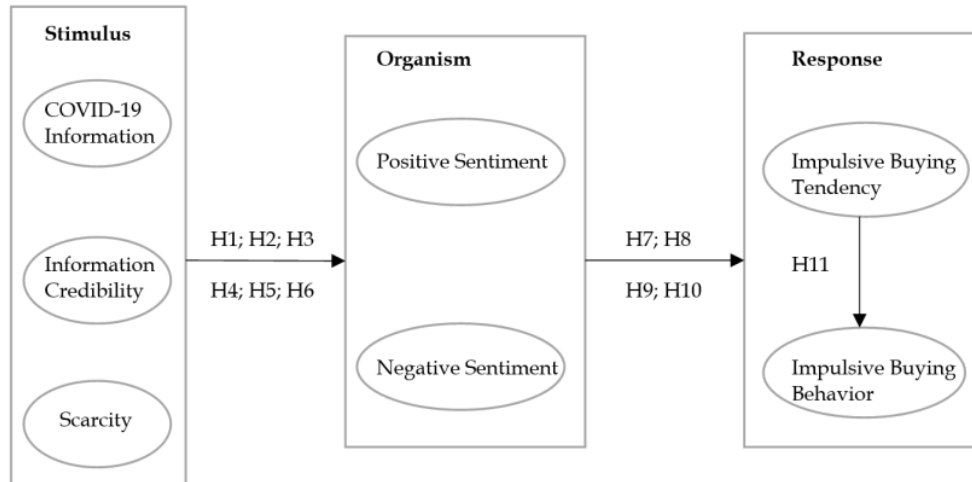 Stimulus
COVID-19
Information
Information
Credibility
Scarcity
H1; H2; H3
H4; H5; H6
Organism
Positive Sentiment
Negative Sentiment
H7; H8
H9; H10
Response
Impulsive Buying
Tendency
H11
Impulsive Buying
Behavior